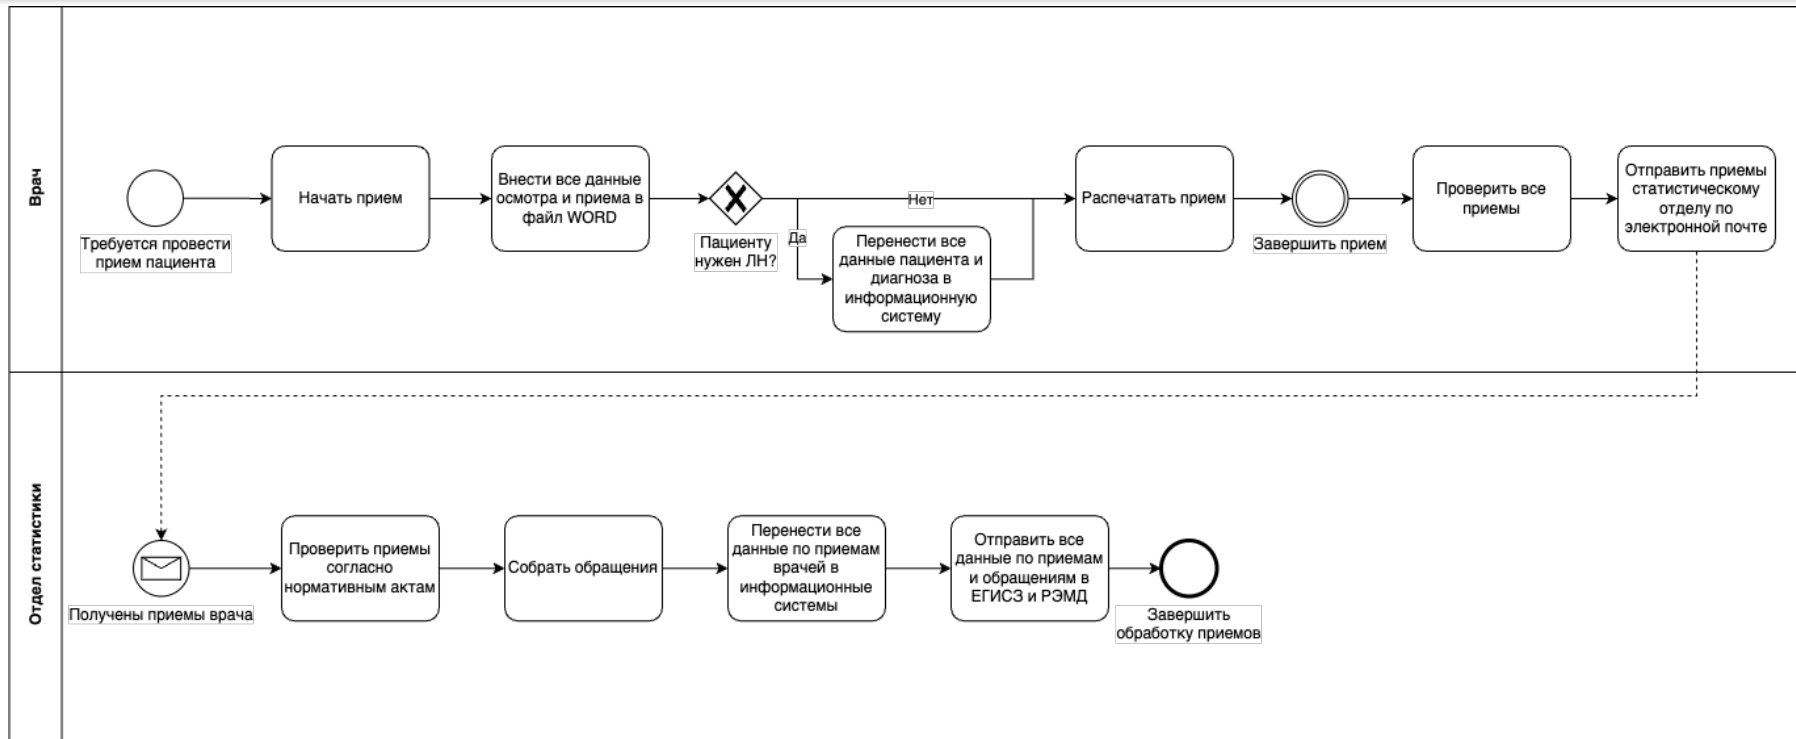 Врач
Требуется провести
прием пациента
Начать прием
Внести все данные
осмотра и приема в
файл WORD
Пациенту
нужен ЛН?
Нет
Да
Перенести все
данные пациента и
диагноза в
информационную
систему
Распечатать прием
Завершить прием
Проверить все
приемы
Отправить приемы
статистическому
отделу по
электронной почте
Отдел статистики
Получены приемы врача
Проверить приемы
согласно
нормативным актам
Собрать обращения
Перенести все
данные по приемам
врачей в
информационные
системы
Отправить все
данные по приемам
и обращениям в
ЕГИСЗ и РЭМД
Завершить
обработку приемов